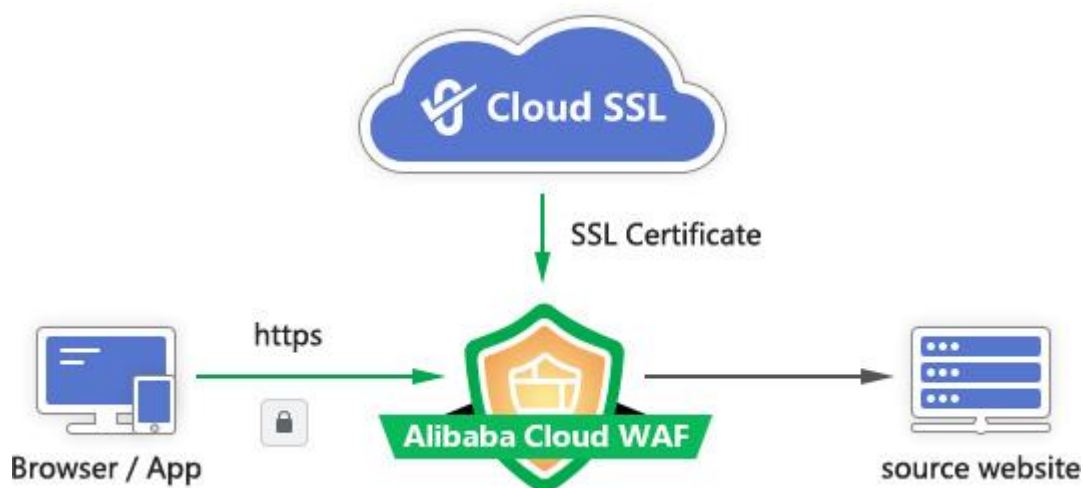 Cloud SSL
SSL Certificate
https
Alibaba Cloud WAF
Browser / App
source website